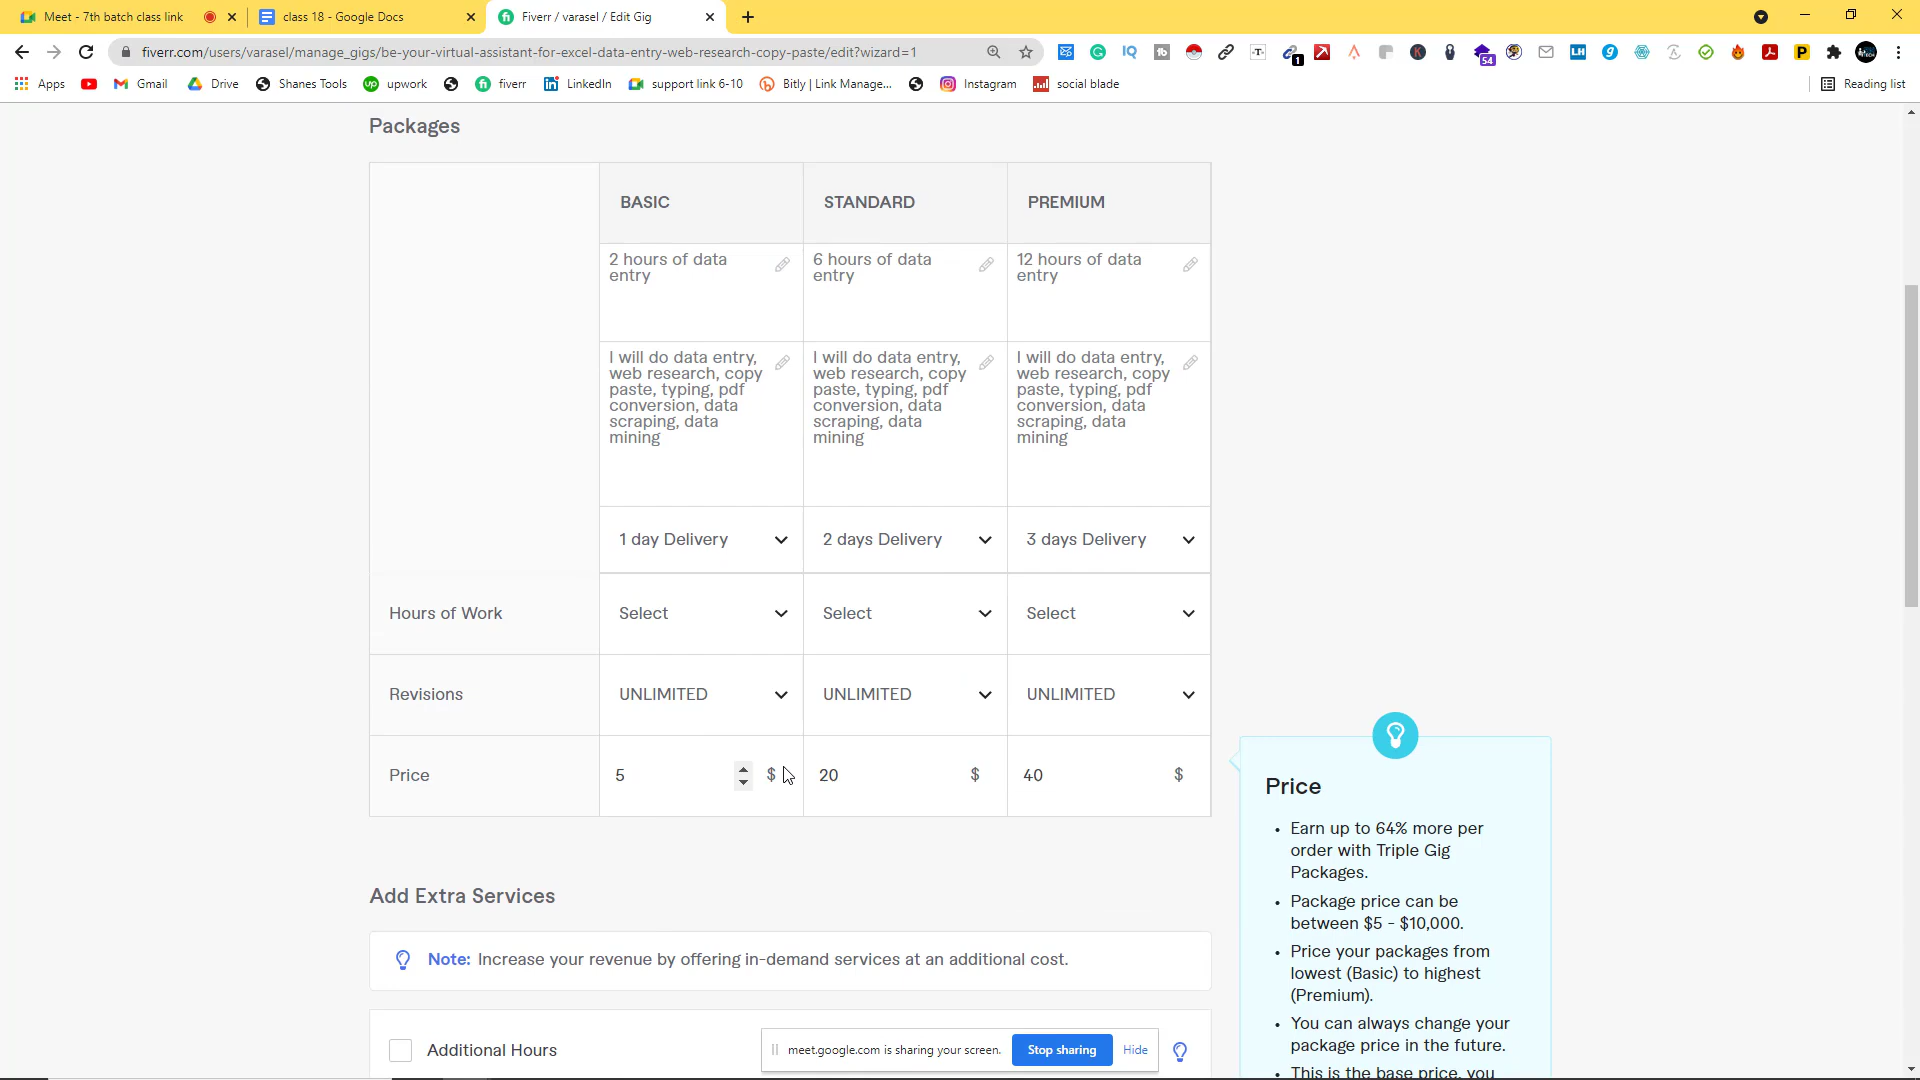 Meet - 7th batch class link
class 18 - Google Docs
Fiverr / varasel / Edit Gig
fiverr.com/users/varasel/manage_gigs/be-your-virtual-assistant-for-excel-data-entry-web-research-copy-paste/edit?wizard=1
Apps
Gmail
Drive
Shanes Tools
upwork
fiverr
LinkedIn
support link 6-10
Bitly | Link Manage...
Instagram
social blade
Reading list
Packages
BASIC
STANDARD
PREMIUM
2 hours of data
entry
6 hours of data
entry
12 hours of data
entry
I will do data entry,
web research, copy
paste, typing, pdf
conversion, data
scraping, data
mining
I will do data entry,
web research, copy
paste, typing, pdf
conversion, data
scraping, data
mining
I will do data entry,
web research, copy
paste, typing, pdf
conversion, data
scraping, data
mining
1 day Delivery
2 days Delivery
3 days Delivery
Hours of Work
Select
Select
Select
Revisions
UNLIMITED
UNLIMITED
UNLIMITED
Price
5 $
20 $
40 $
Price
• Earn up to 64% more per
order with Triple Gig
Packages.
• Package price can be
between $5 - $10,000.
• Price your packages from
lowest (Basic) to highest
(Premium).
• You can always change your
package price in the future.
• This is the base price, you
Add Extra Services
Note: Increase your revenue by offering in-demand services at an additional cost.
Additional Hours
meet.google.com is sharing your screen.
Stop sharing
Hide